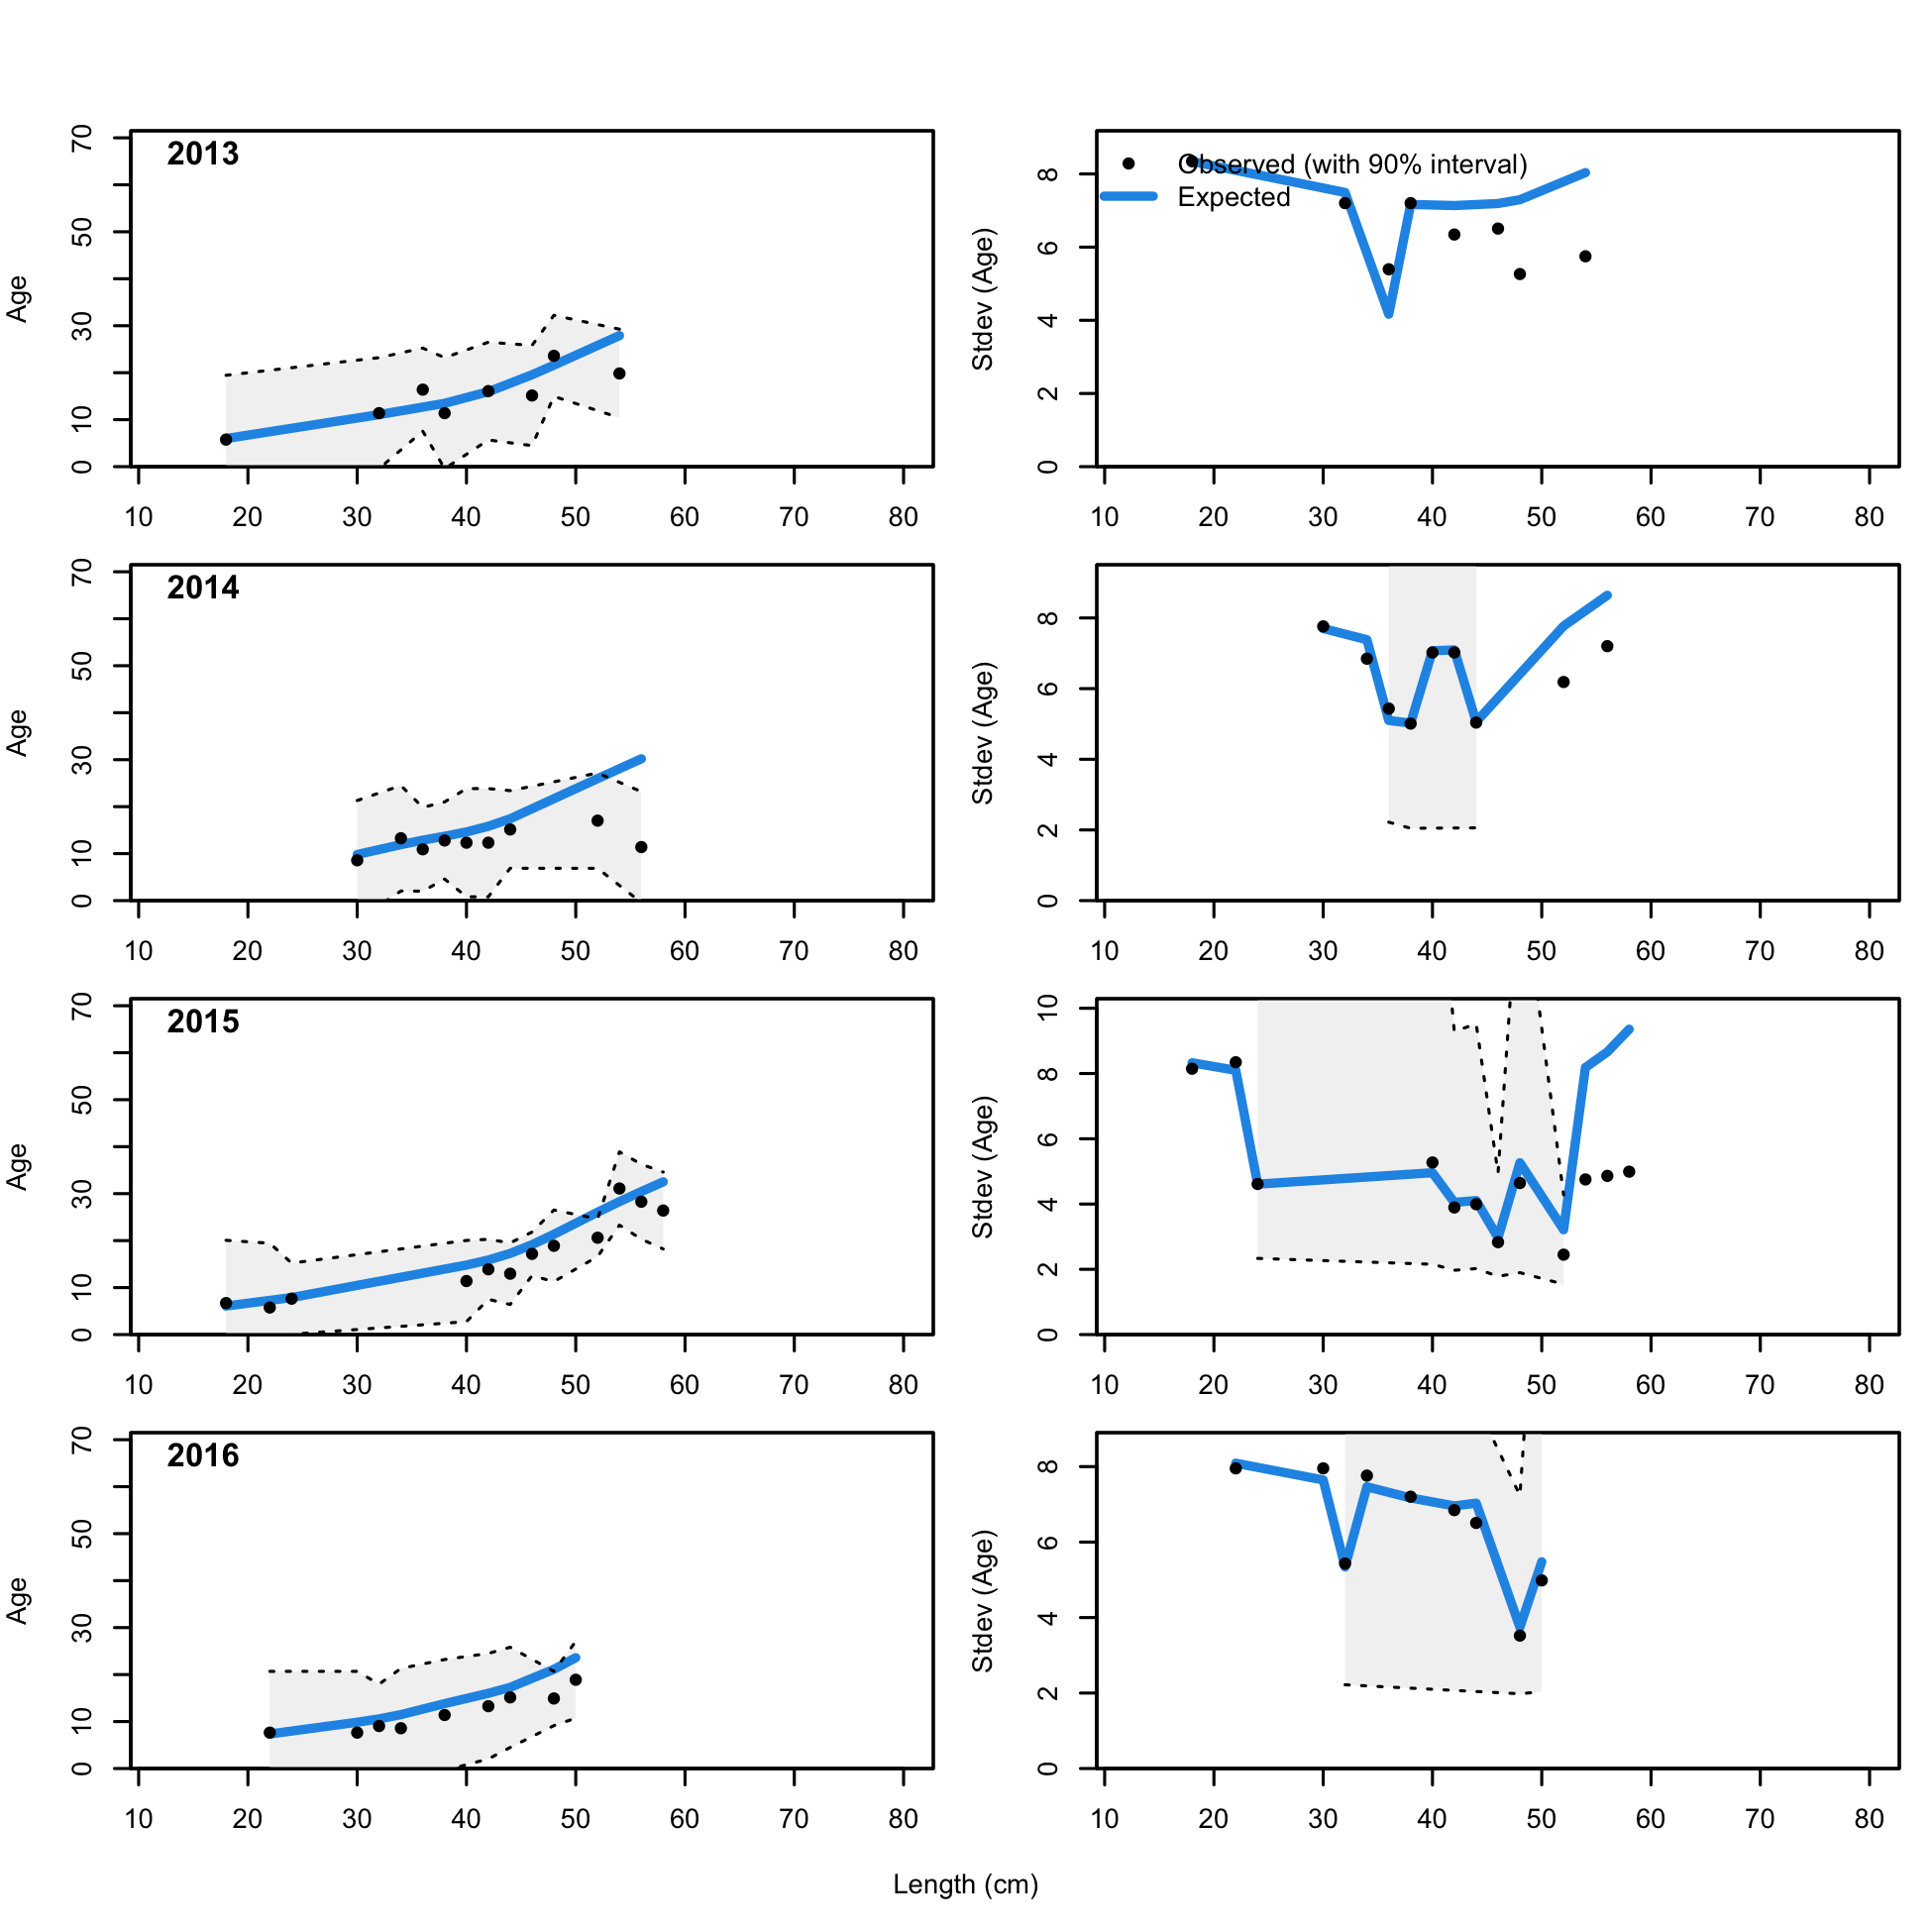 2013
Age
0 10 30 50 70
10 20 30 40 50 60 70 80
Observed (with 90% interval)
Expected
Stdev (Age)
0 2 4 6 8
10 20 30 40 50 60 70 80
2014
Age
0 10 30 50 70
10 20 30 40 50 60 70 80
Stdev (Age)
0 2 4 6 8
10 20 30 40 50 60 70 80
2015
Age
0 10 30 50 70
10 20 30 40 50 60 70 80
Stdev (Age)
0 2 4 6 8 10
10 20 30 40 50 60 70 80
2016
Age
0 10 30 50 70
10 20 30 40 50 60 70 80
Stdev (Age)
0 2 4 6 8
10 20 30 40 50 60 70 80
Length (cm)